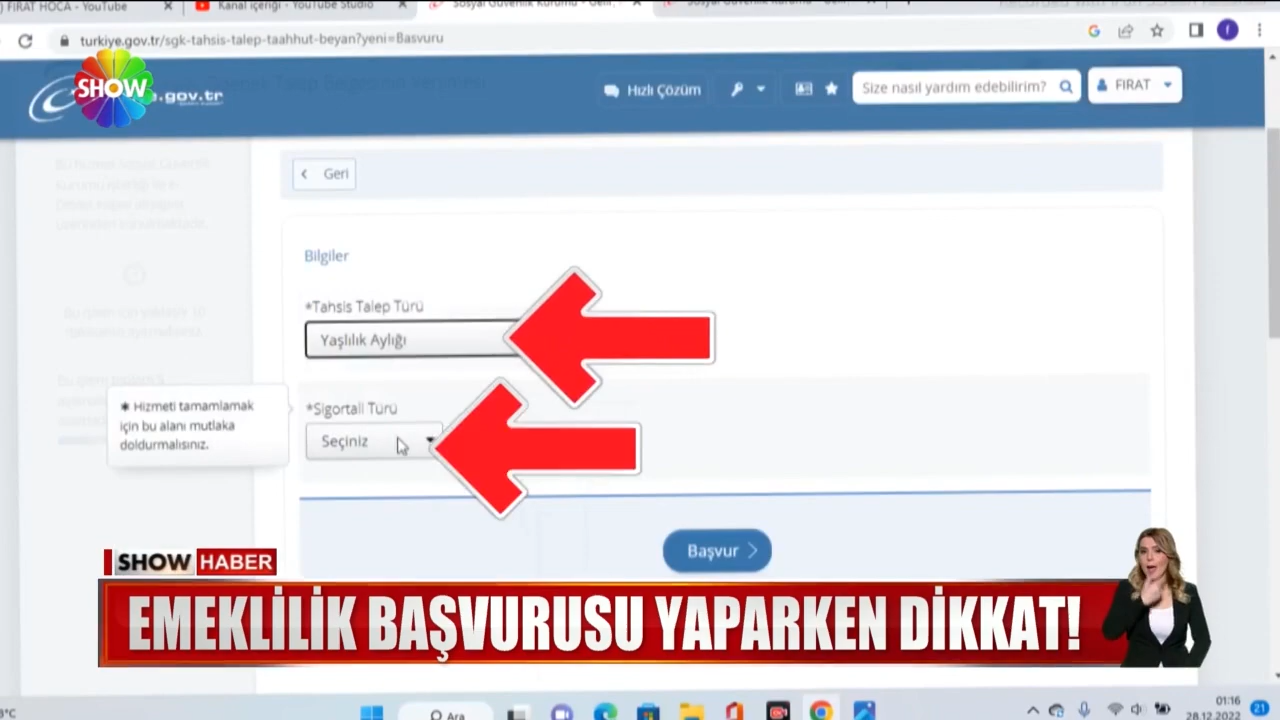 FIRAT HOCA - YouTube
Kanal içeriği - YouTube Studio
Sosyal Güvenlik Kurumu - Gelir,
turkiye.gov.tr/sgk-tahsis-talep-taahhut-beyan?yeni=Basvuru
SHOW
e.gov.tr
Hızlı Çözüm
Size nasıl yardım edebilirim?
FIRAT
Geri
Bilgiler
*Tahsis Talep Türü
Yaşlılık Aylığı
* Hizmeti tamamlamak
için bu alanı mutlaka
doldurmalısınız.
*Sigortalı Türü
Seçiniz
Başvur
SHOW HABER
EMEKLİLİK BAŞVURUSU YAPARKEN DİKKAT!
Ara
01:16
28.12.2022
21